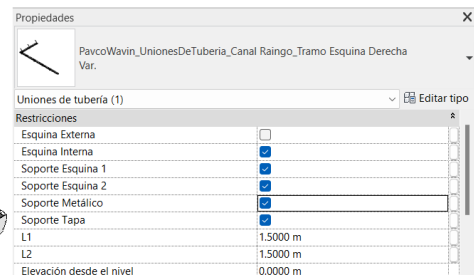 Propiedades
PavcoWavin_UnionesDeTuberia_Canal Raingo_Tramo Esquina Derecha
Var.
Uniones de tubería (1) Editar tipo
Restricciones
Esquina Externa
Esquina Interna
Soporte Esquina 1
Soporte Esquina 2
Soporte Metálico
Soporte Tapa
L1 1.5000 m
L2 1.5000 m
Elevación desde el nivel 0.0000 m